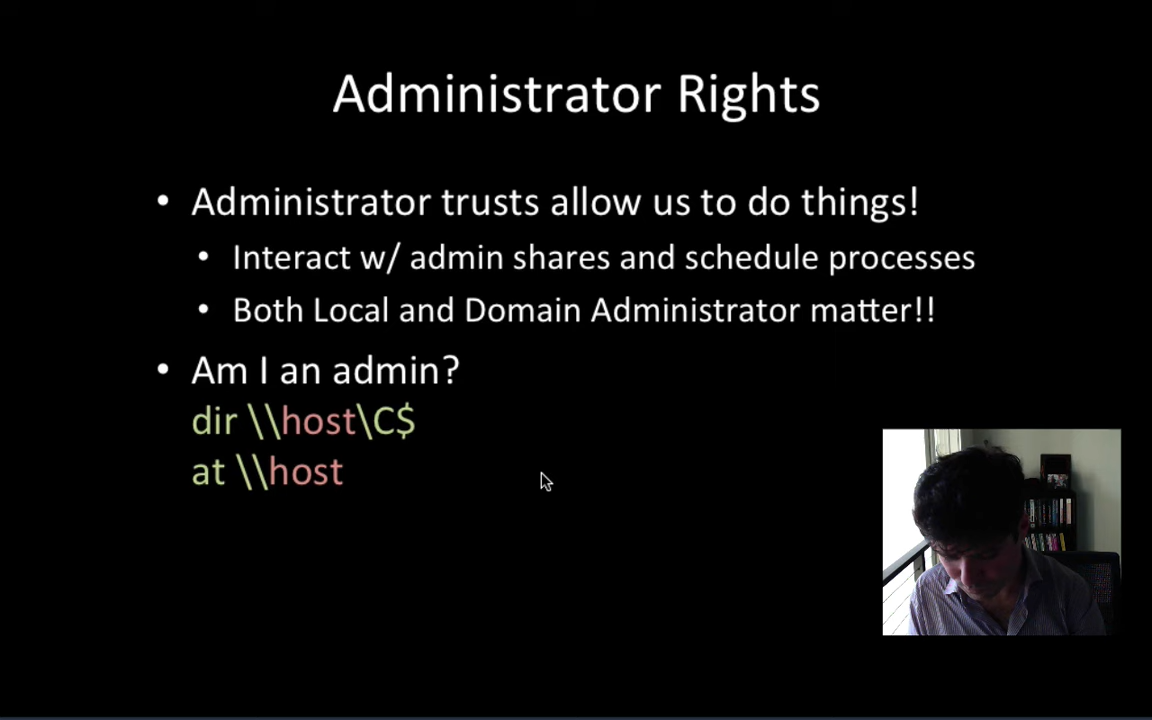 Administrator Rights
• Administrator trusts allow us to do things!
• Interact w/ admin shares and schedule processes
• Both Local and Domain Administrator matter!!
• Am I an admin?
dir \\host\C$
at \\host